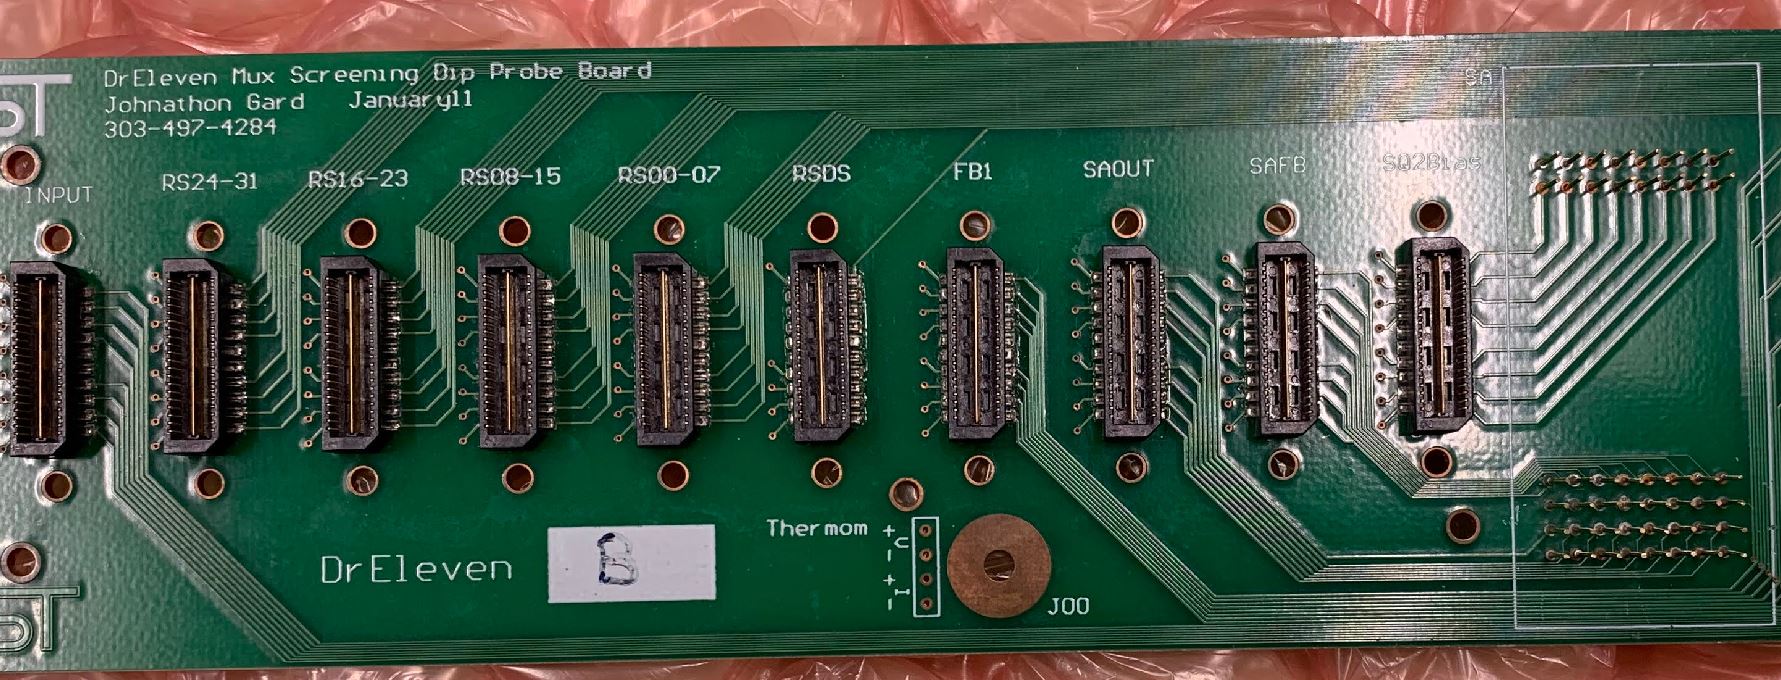 DrEleven Mux Screening Dip Probe Board
Johnathon Gard January11
303-497-4284
SA
INPUT
RS24-31
RS16-23
RS08-15
RS00-07
RSDS
FB1
SAOUT
SAFB
SQ2Bias
DrEleven
B
Thermom
+
V
-
+
I
-
J00